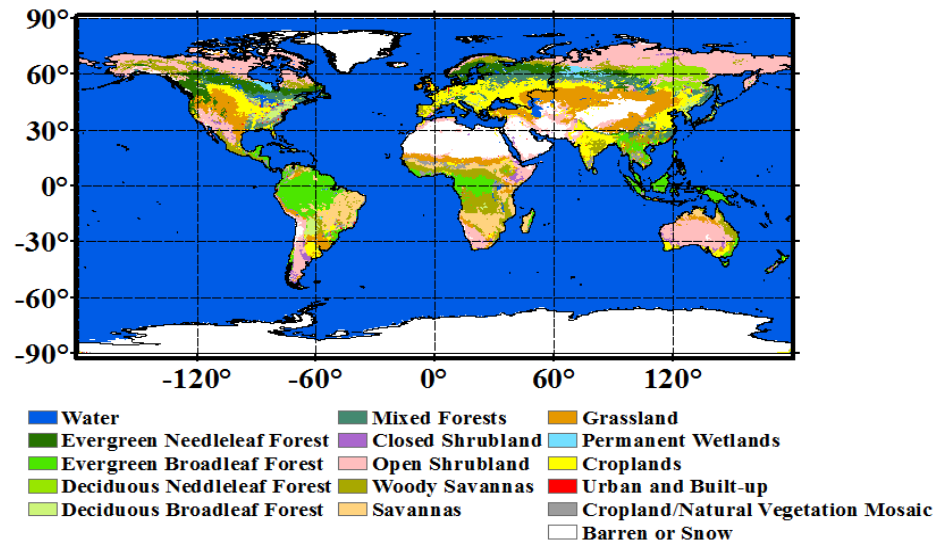 90°
60°
30°
0°
-30°
-60°
-90°
-120° -60° 0° 60° 120°
Water Mixed Forests Grassland
Evergreen Needleleaf Forest Closed Shrubland Permanent Wetlands
Evergreen Broadleaf Forest Open Shrubland Croplands
Deciduous Neddleleaf Forest Woody Savannas Urban and Built-up
Deciduous Broadleaf Forest Savannas Cropland/Natural Vegetation Mosaic
Barren or Snow